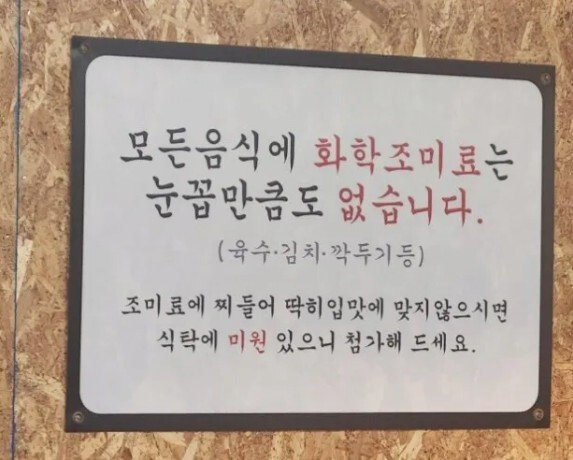 모든음식에 화학조미료는
눈꼽만큼도 없습니다.
(육수·김치·깍두기등)
조미료에 찌들어 딱히입맛에 맞지않으시면
식탁에 미원 있으니 첨가해 드세요.